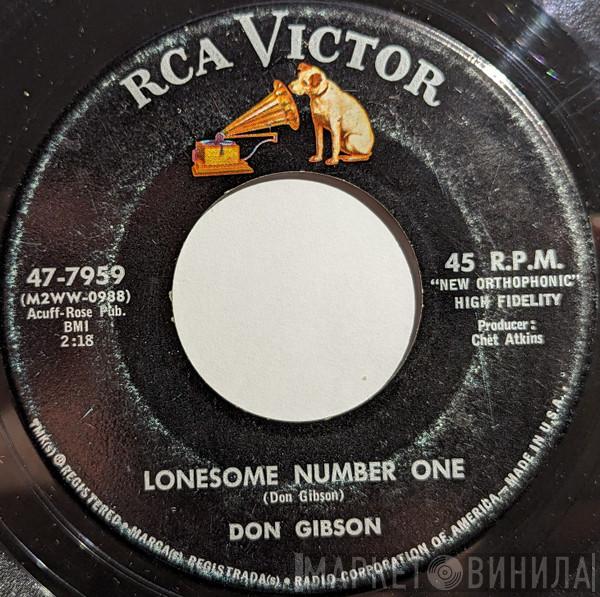 RCA VICTOR
47-7959
(M2WW-0988)
Acuff-Rose Pub.
BMI
2:18
45 R.P.M.
"NEW ORTHOPHONIC"
HIGH FIDELITY
Producer:
Chet Atkins
LONESOME NUMBER ONE
(Don Gibson)
DON GIBSON
TMK(s) ® REGISTERED • MARCA(s) REGISTRADA(s) • RADIO CORPORATION OF AMERICA—MADE IN U.S.A.
МАРКЕТ ВИНИЛА